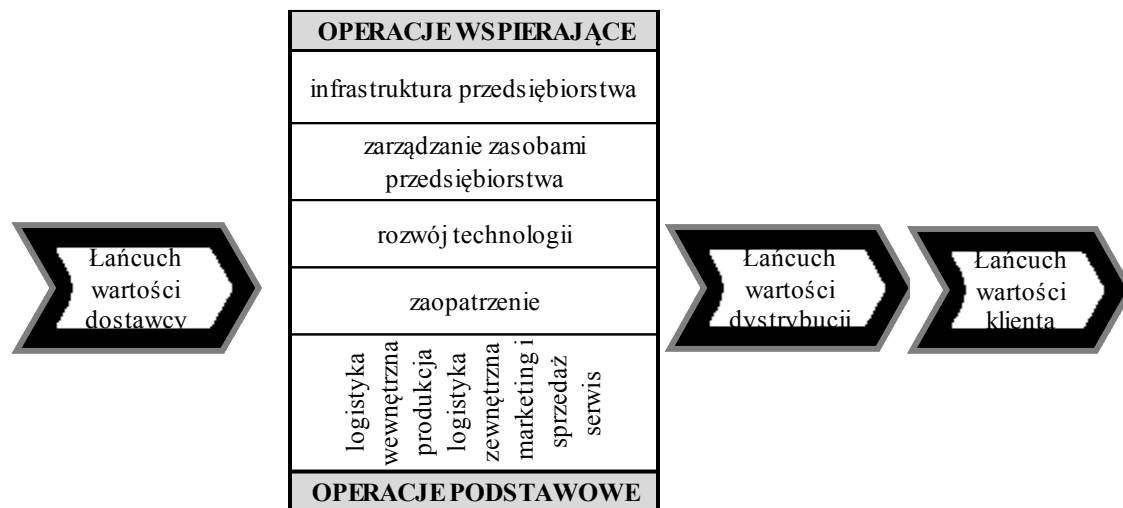 OPERACJE WSPIERAJĄCE
infrastruktura przedsiębiorstwa
zarządzanie zasobami
przedsiębiorstwa
rozwój technologii
zaopatrzenie
logistyka
wewnętrzna
produkcja
logistyka
zewnętrzna
marketing i
sprzedaż
serwis
OPERACJE PODSTAWOWE
Łańcuch
wartości
dostawcy
Łańcuch
wartości
dystrybucji
Łańcuch
wartości
klienta